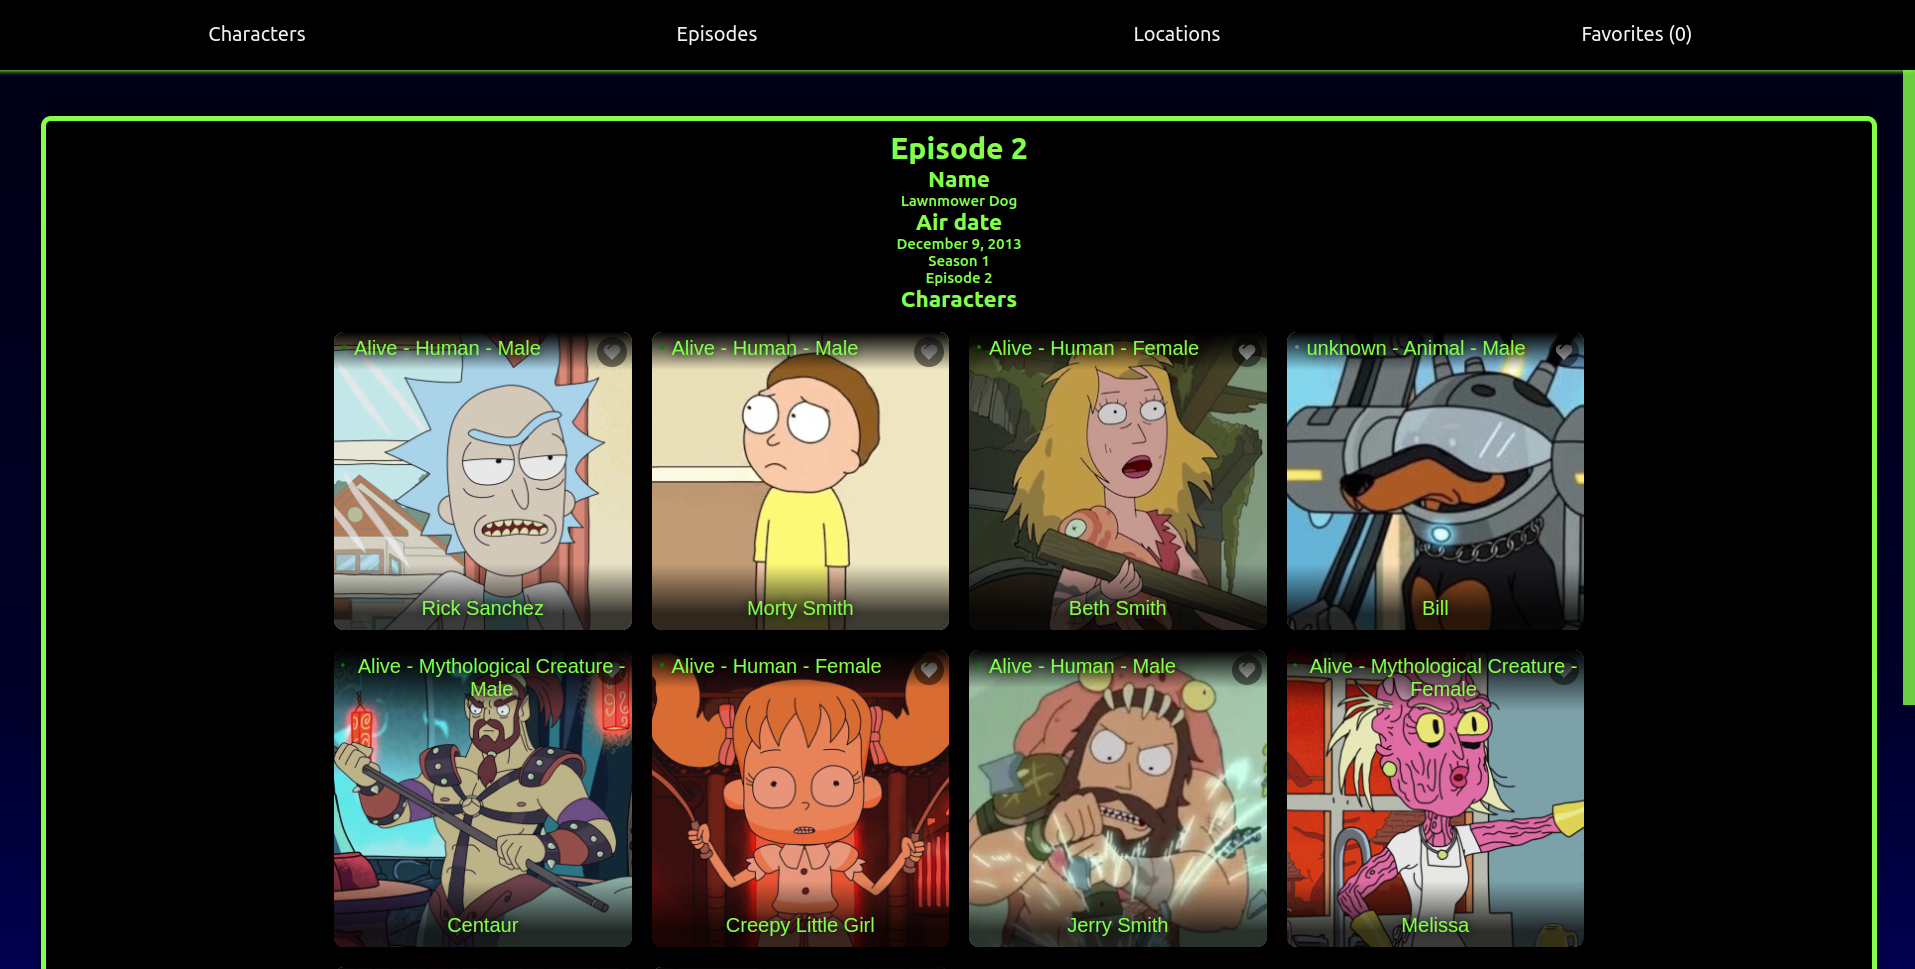 Characters
Episodes
Locations
Favorites (0)
Episode 2
Name
Lawnmower Dog
Air date
December 9, 2013
Season 1
Episode 2
Characters
Alive - Human - Male
Alive - Human - Male
Alive - Human - Female
unknown - Animal - Male
Rick Sanchez
Morty Smith
Beth Smith
Bill
Alive - Mythological Creature -
Male
Alive - Human - Female
Alive - Human - Male
Alive - Mythological Creature -
Female
Centaur
Creepy Little Girl
Jerry Smith
Melissa